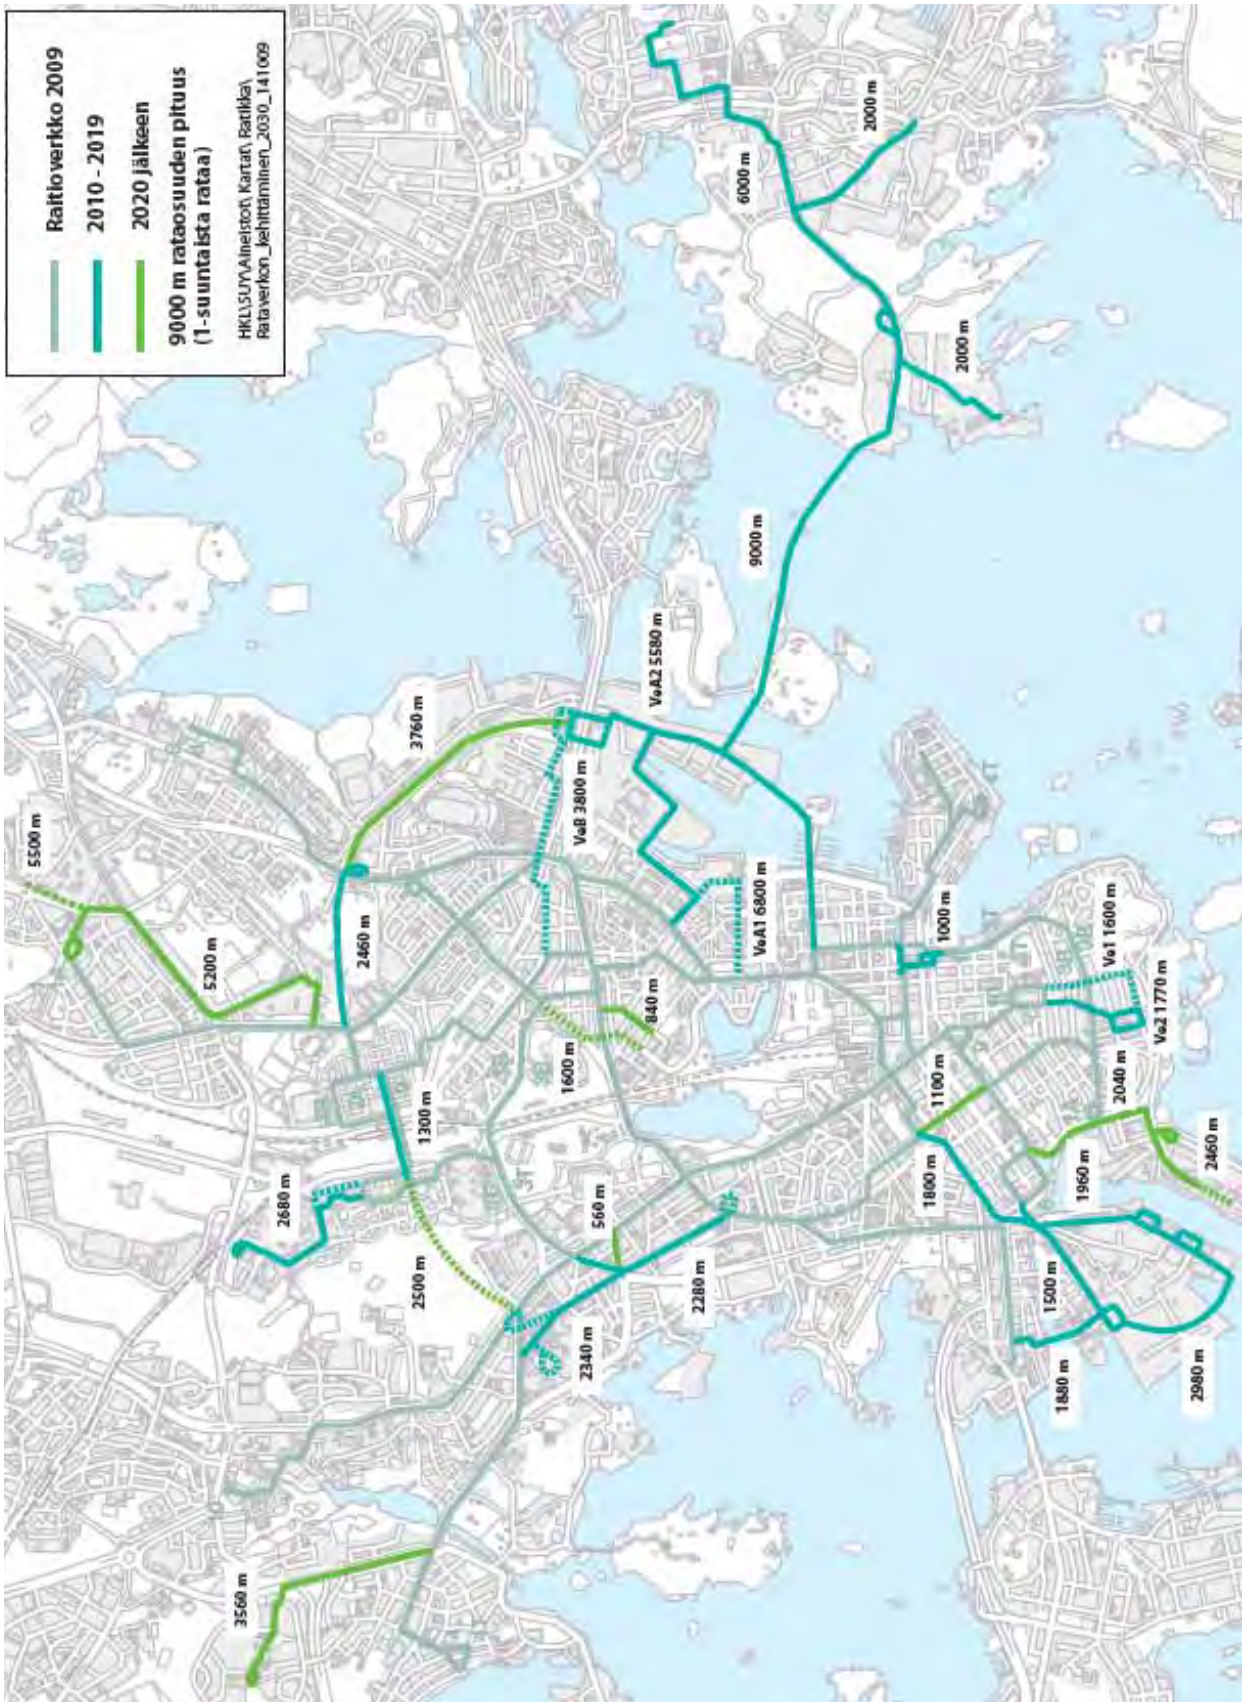 Raitioverkko 2009
2010 - 2019
2020 jälkeen
9000 m rataosuuden pituus
(1-suuntaista rataa)
HKL\SUY\Aineistot\ Kartat\ Ratikka\
Rataverkon_kehittäminen_2030_141009
3560 m
2680 m
5500 m
5200 m
2460 m
3760 m
1300 m
2500 m
560 m
2340 m
2280 m
1600 m
840 m
VeB 3800 m
VeA2 5580 m
VeA1 6800 m
9000 m
6000 m
2000 m
2000 m
1000 m
1100 m
1800 m
Ve1 1600 m
Ve2 1770 m
2040 m
1960 m
2460 m
1500 m
1880 m
2980 m